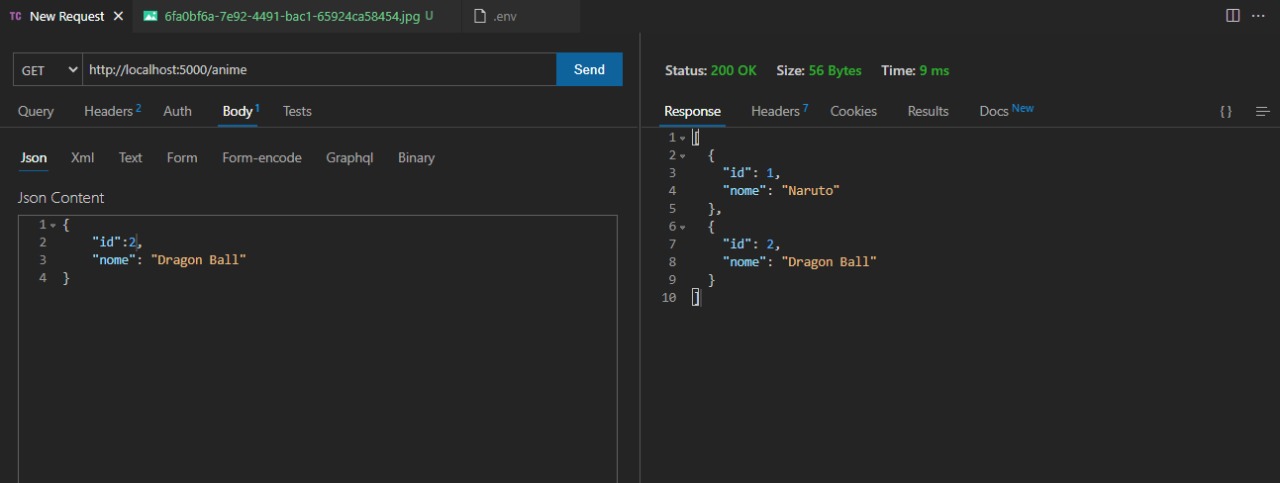 TC New Request × 6fa0bf6a-7e92-4491-bac1-65924ca58454.jpg U .env
GET http://localhost:5000/anime Send
Query Headers 2 Auth Body 1 Tests
Json Xml Text Form Form-encode Graphql Binary
Json Content
1 {
2 "id":2,
3 "nome": "Dragon Ball"
4 }
Status: 200 OK Size: 56 Bytes Time: 9 ms
Response Headers 7 Cookies Results Docs New { }
1 [
2 {
3 "id": 1,
4 "nome": "Naruto"
5 },
6 {
7 "id": 2,
8 "nome": "Dragon Ball"
9 }
10 ]